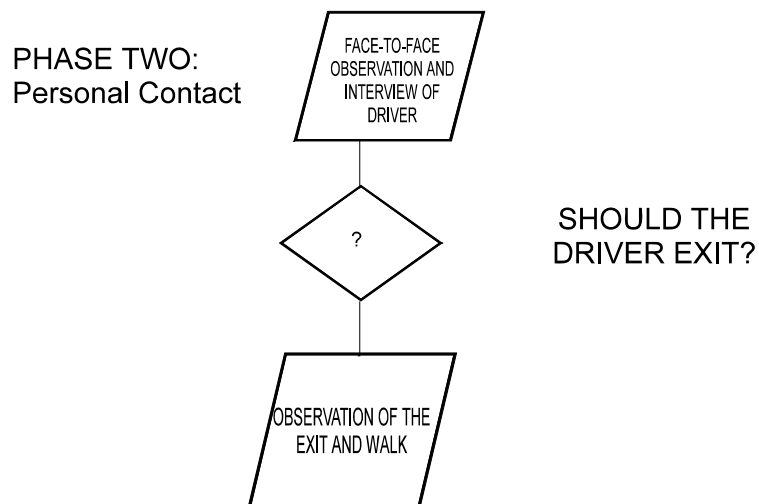 PHASE TWO:
Personal Contact
FACE-TO-FACE
OBSERVATION AND
INTERVIEW OF
DRIVER
?
SHOULD THE
DRIVER EXIT?
OBSERVATION OF THE
EXIT AND WALK